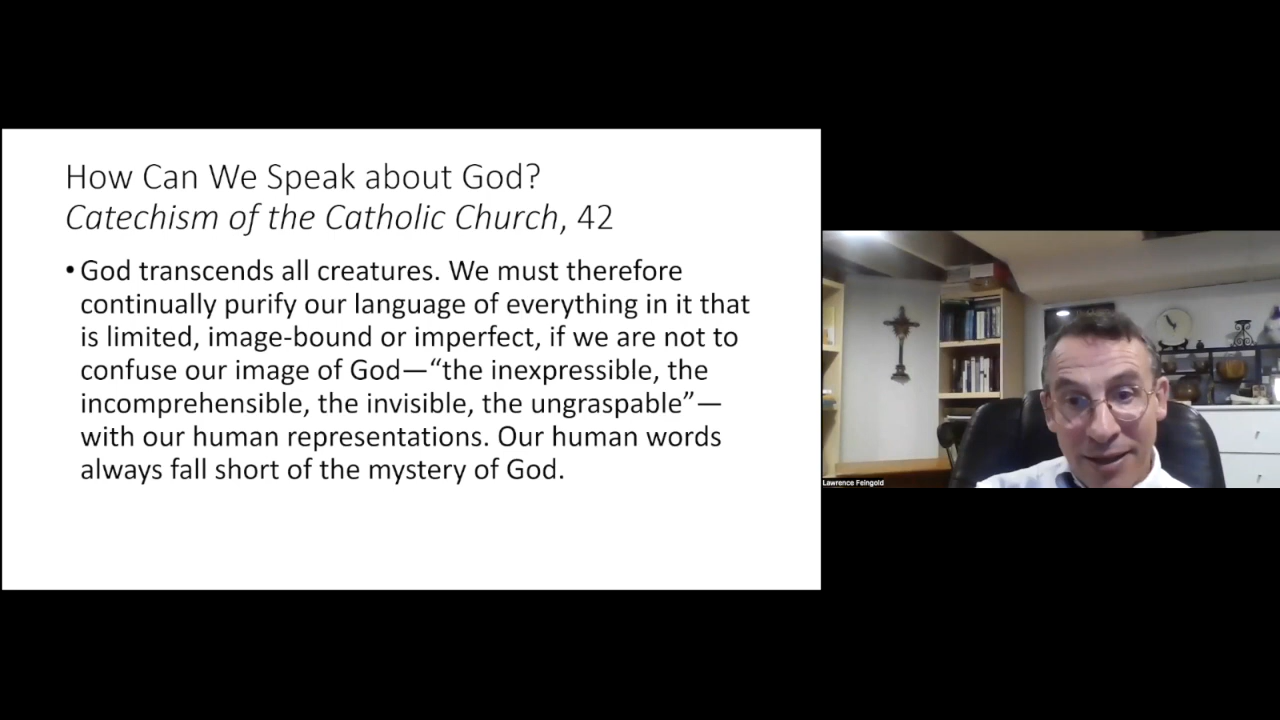 How Can We Speak about God?
Catechism of the Catholic Church, 42
• God transcends all creatures. We must therefore
continually purify our language of everything in it that
is limited, image-bound or imperfect, if we are not to
confuse our image of God—“the inexpressible, the
incomprehensible, the invisible, the ungraspable”—
with our human representations. Our human words
always fall short of the mystery of God.
Lawrence Feingold